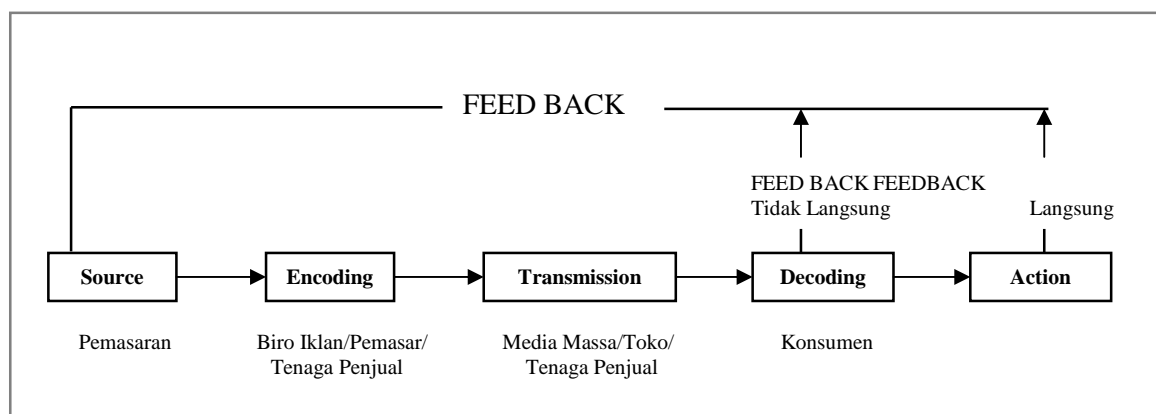 FEED BACK
FEED BACK FEEDBACK
Tidak Langsung
Langsung
Source
Encoding
Transmission
Decoding
Action
Pemasaran
Biro Iklan/Pemasar/
Tenaga Penjual
Media Massa/Toko/
Tenaga Penjual
Konsumen